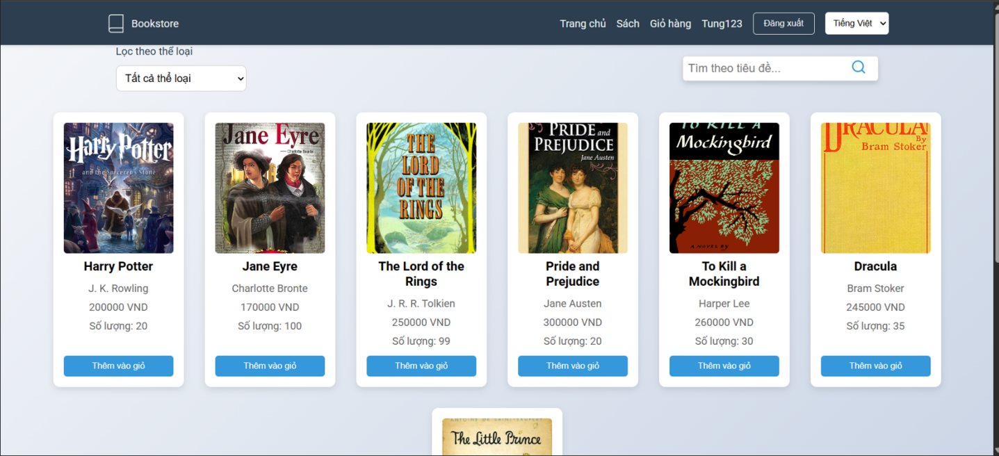 Bookstore
Trang chủ Sách Giỏ hàng Tung123 Đăng xuất Tiếng Việt
Lọc theo thể loại
Tất cả thể loại
Tìm theo tiêu đề...
Harry Potter
and the Sorcerer's Stone
Harry Potter
J. K. Rowling
200000 VND
Số lượng: 20
Thêm vào giỏ
Jane Eyre
Charlotte Bronte
Jane Eyre
Charlotte Bronte
170000 VND
Số lượng: 100
Thêm vào giỏ
THE
LORD
OF THE
RINGS
The Lord of the
Rings
J. R. R. Tolkien
250000 VND
Số lượng: 99
Thêm vào giỏ
PRIDE and
PREJUDICE
Jane Austen
Pride and
Prejudice
Jane Austen
300000 VND
Số lượng: 20
Thêm vào giỏ
TO KILL A
Mockingbird
A NOVEL BY
To Kill a
Mockingbird
Harper Lee
260000 VND
Số lượng: 30
Thêm vào giỏ
DRACULA
By
Bram Stoker
Dracula
Bram Stoker
245000 VND
Số lượng: 35
Thêm vào giỏ
ANTOINE DE SAINT-EXUPÉRY
The Little Prince